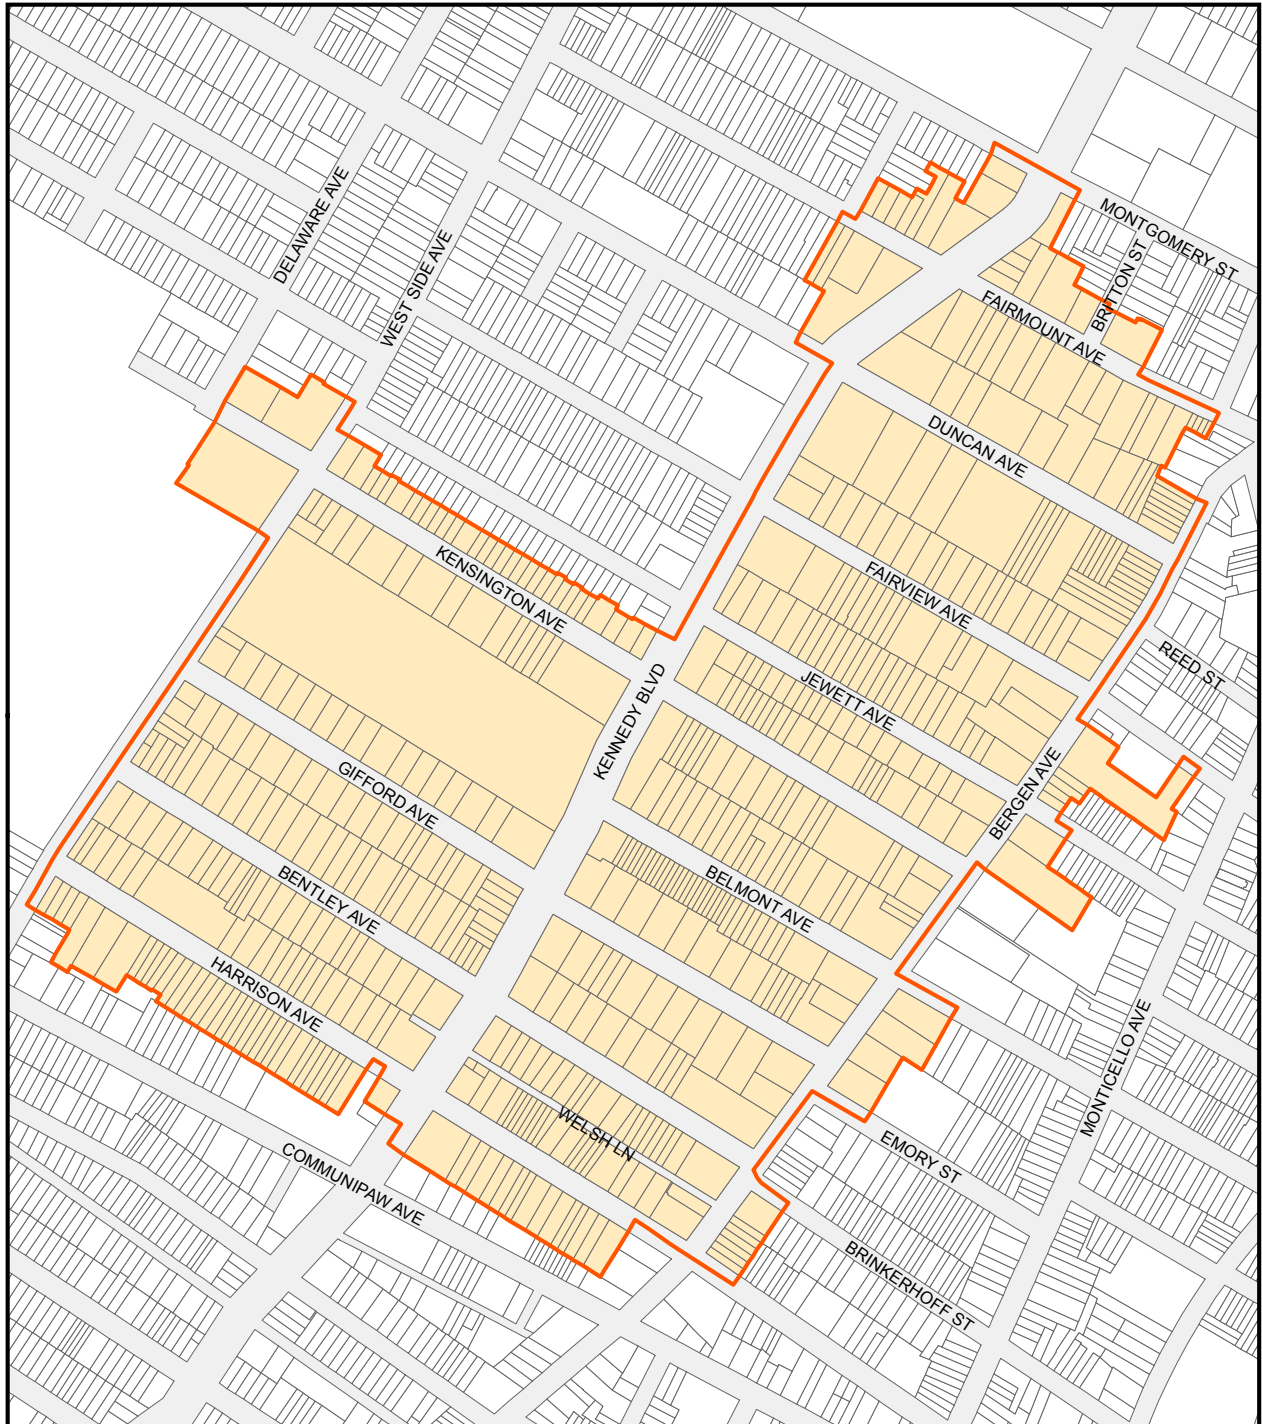 MONTGOMERY ST
DELAWARE AVE
WEST SIDE AVE
BRITTON ST
FAIRMOUNT AVE
DUNCAN AVE
KENSINGTON AVE
FAIRVIEW AVE
REED ST
JEWETT AVE
KENNEDY BLVD
GIFFORD AVE
BERGEN AVE
BENTLEY AVE
BELMONT AVE
HARRISON AVE
MONTICELLO AVE
WELSH LN
EMORY ST
COMMUNIPAW AVE
BRINKERHOFF ST